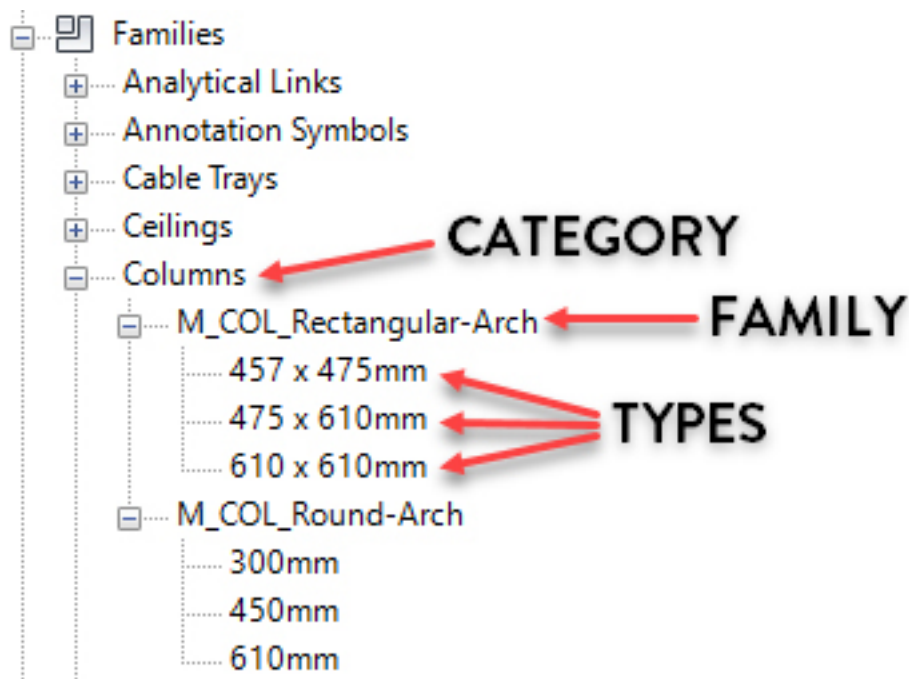 Families
Analytical Links
Annotation Symbols
Cable Trays
Ceilings
CATEGORY
Columns
M_COL_Rectangular-Arch
FAMILY
457 x 475mm
475 x 610mm
TYPES
610 x 610mm
M_COL_Round-Arch
300mm
450mm
610mm